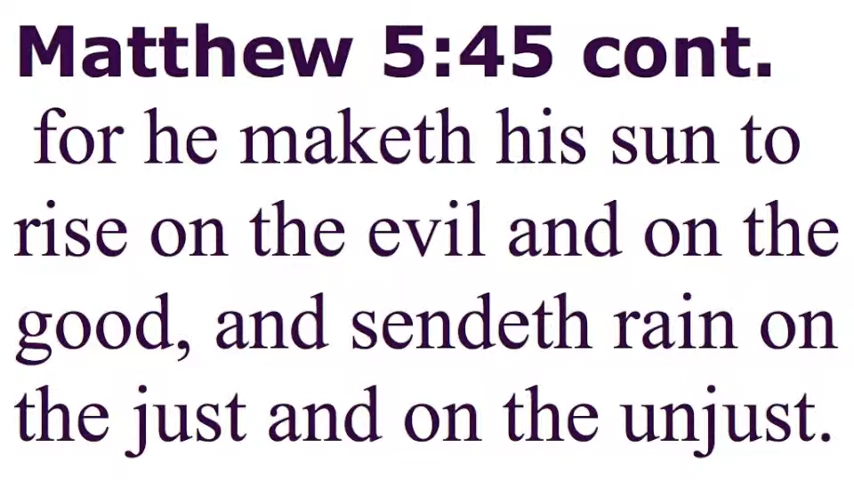 Matthew 5:45 cont.
for he maketh his sun to
rise on the evil and on the
good, and sendeth rain on
the just and on the unjust.